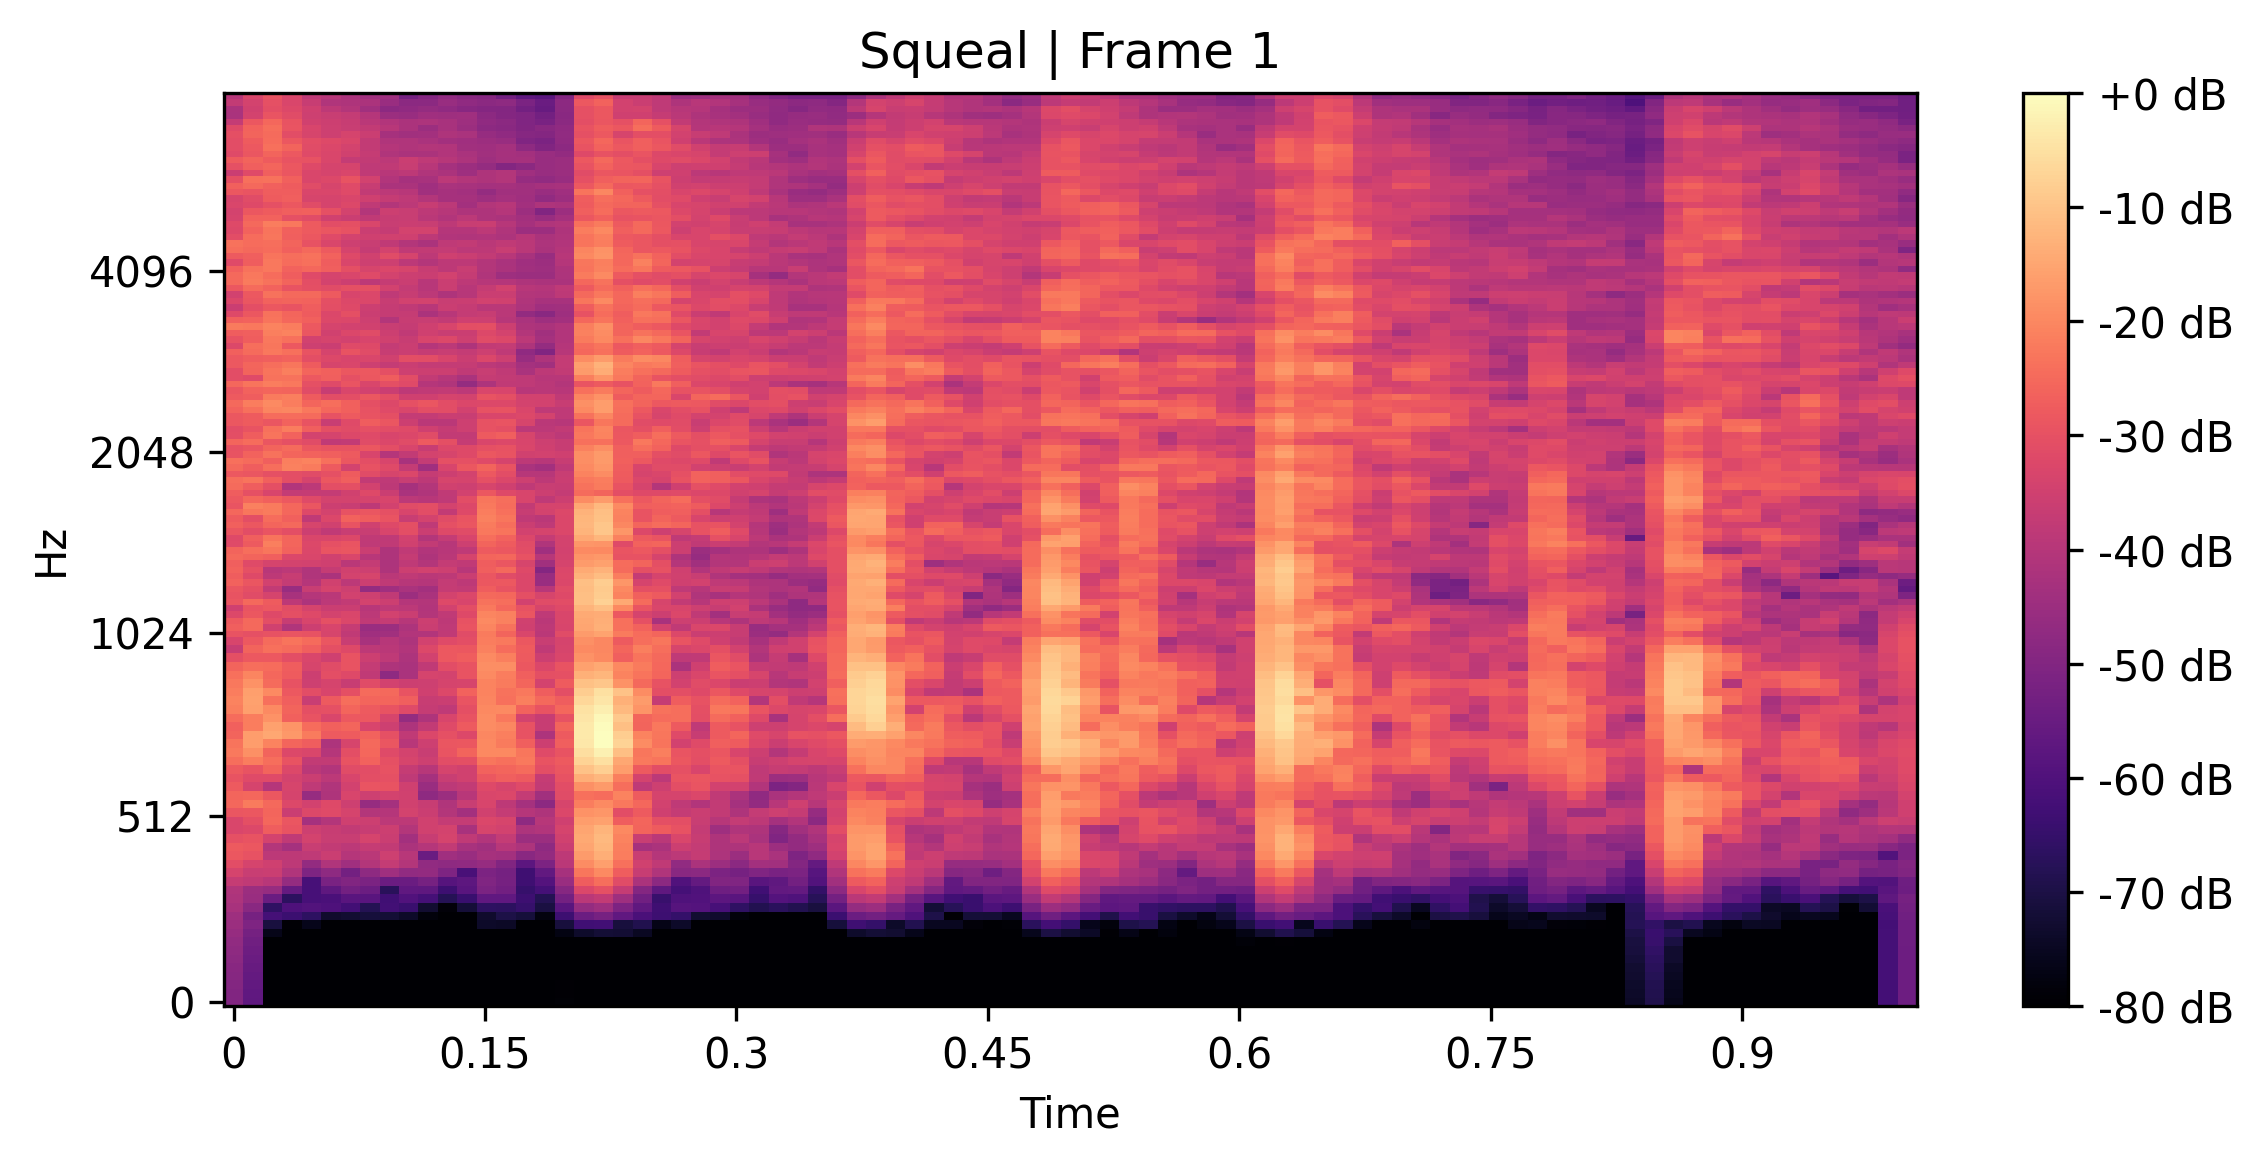 Squeal | Frame 1
+0 dB
-10 dB
-20 dB
-30 dB
-40 dB
-50 dB
-60 dB
-70 dB
-80 dB
Hz
4096
2048
1024
512
0
0 0.15 0.3 0.45 0.6 0.75 0.9
Time